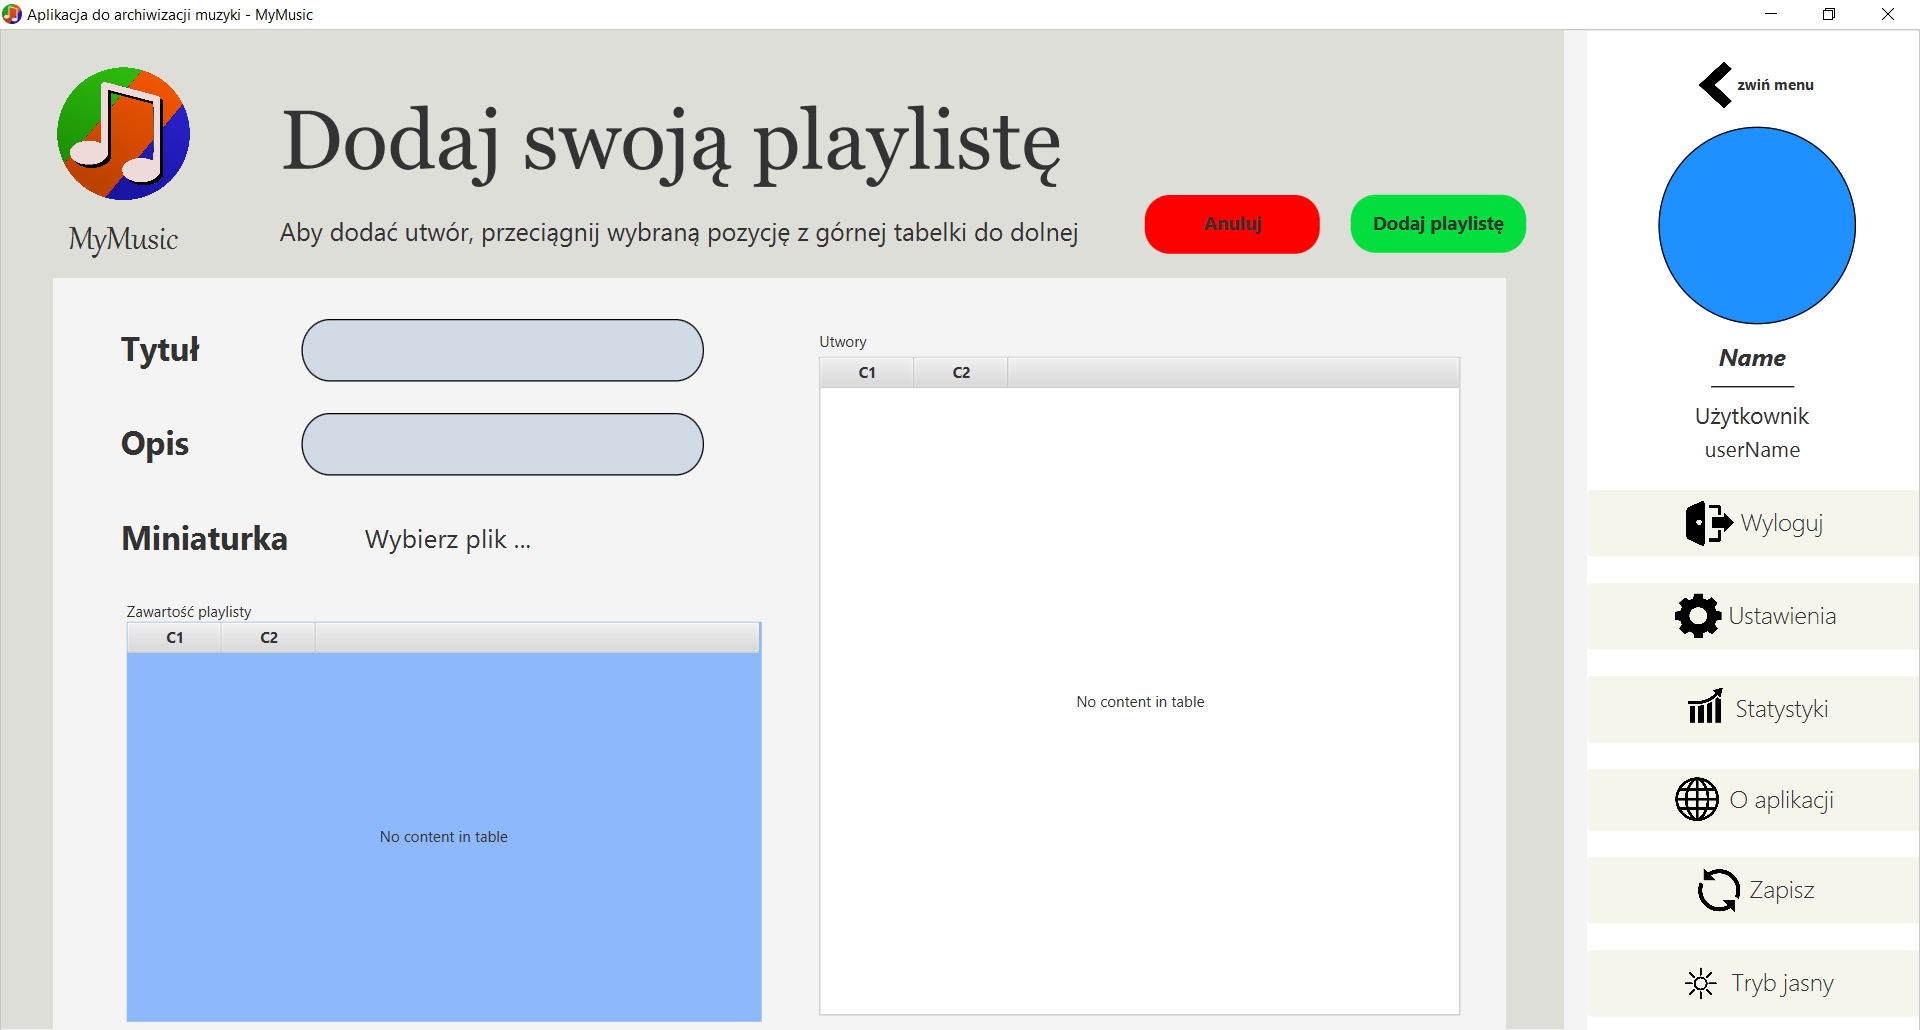 Aplikacja do archiwizacji muzyki - MyMusic
MyMusic
Dodaj swoją playlistę
Aby dodać utwór, przeciągnij wybraną pozycję z górnej tabelki do dolnej
Anuluj
Dodaj playlistę
Tytuł
Opis
Miniaturka
Wybierz plik ...
Zawartość playlisty
C1 C2
No content in table
Utwory
C1 C2
No content in table
zwiń menu
Name
Użytkownik
userName
Wyloguj
Ustawienia
Statystyki
O aplikacji
Zapisz
Tryb jasny